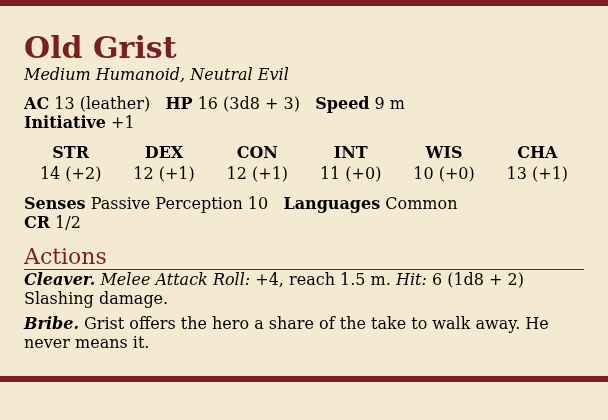 Old Grist
Medium Humanoid, Neutral Evil
AC 13 (leather) HP 16 (3d8 + 3) Speed 9 m
Initiative +1
STR DEX CON INT WIS CHA
14 (+2) 12 (+1) 12 (+1) 11 (+0) 10 (+0) 13 (+1)
Senses Passive Perception 10 Languages Common
CR 1/2
Actions
Cleaver. Melee Attack Roll: +4, reach 1.5 m. Hit: 6 (1d8 + 2)
Slashing damage.
Bribe. Grist offers the hero a share of the take to walk away. He
never means it.